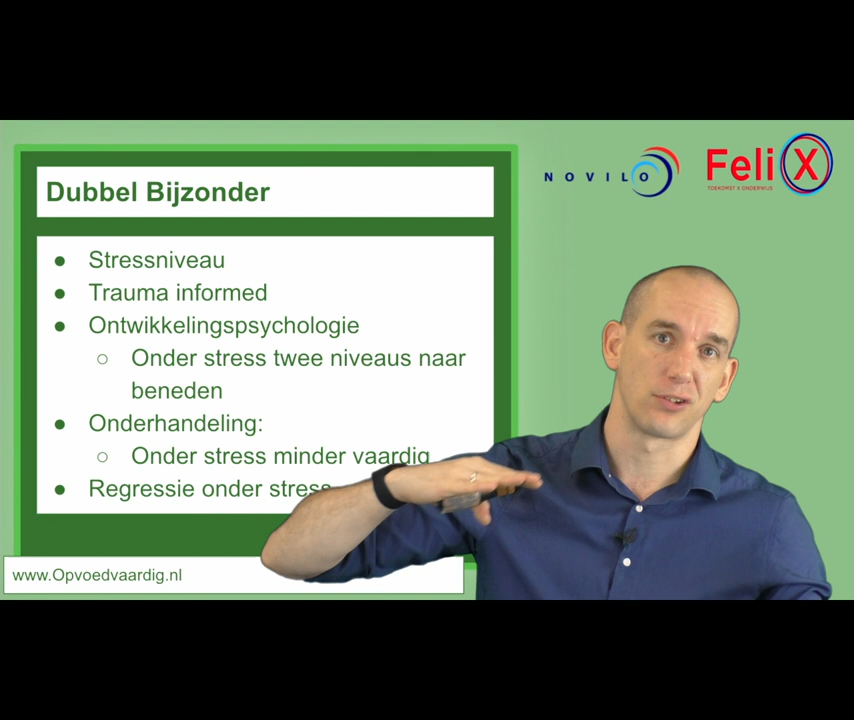 Dubbel Bijzonder
NOVILO
FeliX
TOEKOMST X ONDERWIJS
● Stressniveau
● Trauma informed
● Ontwikkelingspsychologie
○ Onder stress twee niveaus naar
beneden
● Onderhandeling:
○ Onder stress minder vaardig
● Regressie onder stress
www.Opvoedvaardig.nl